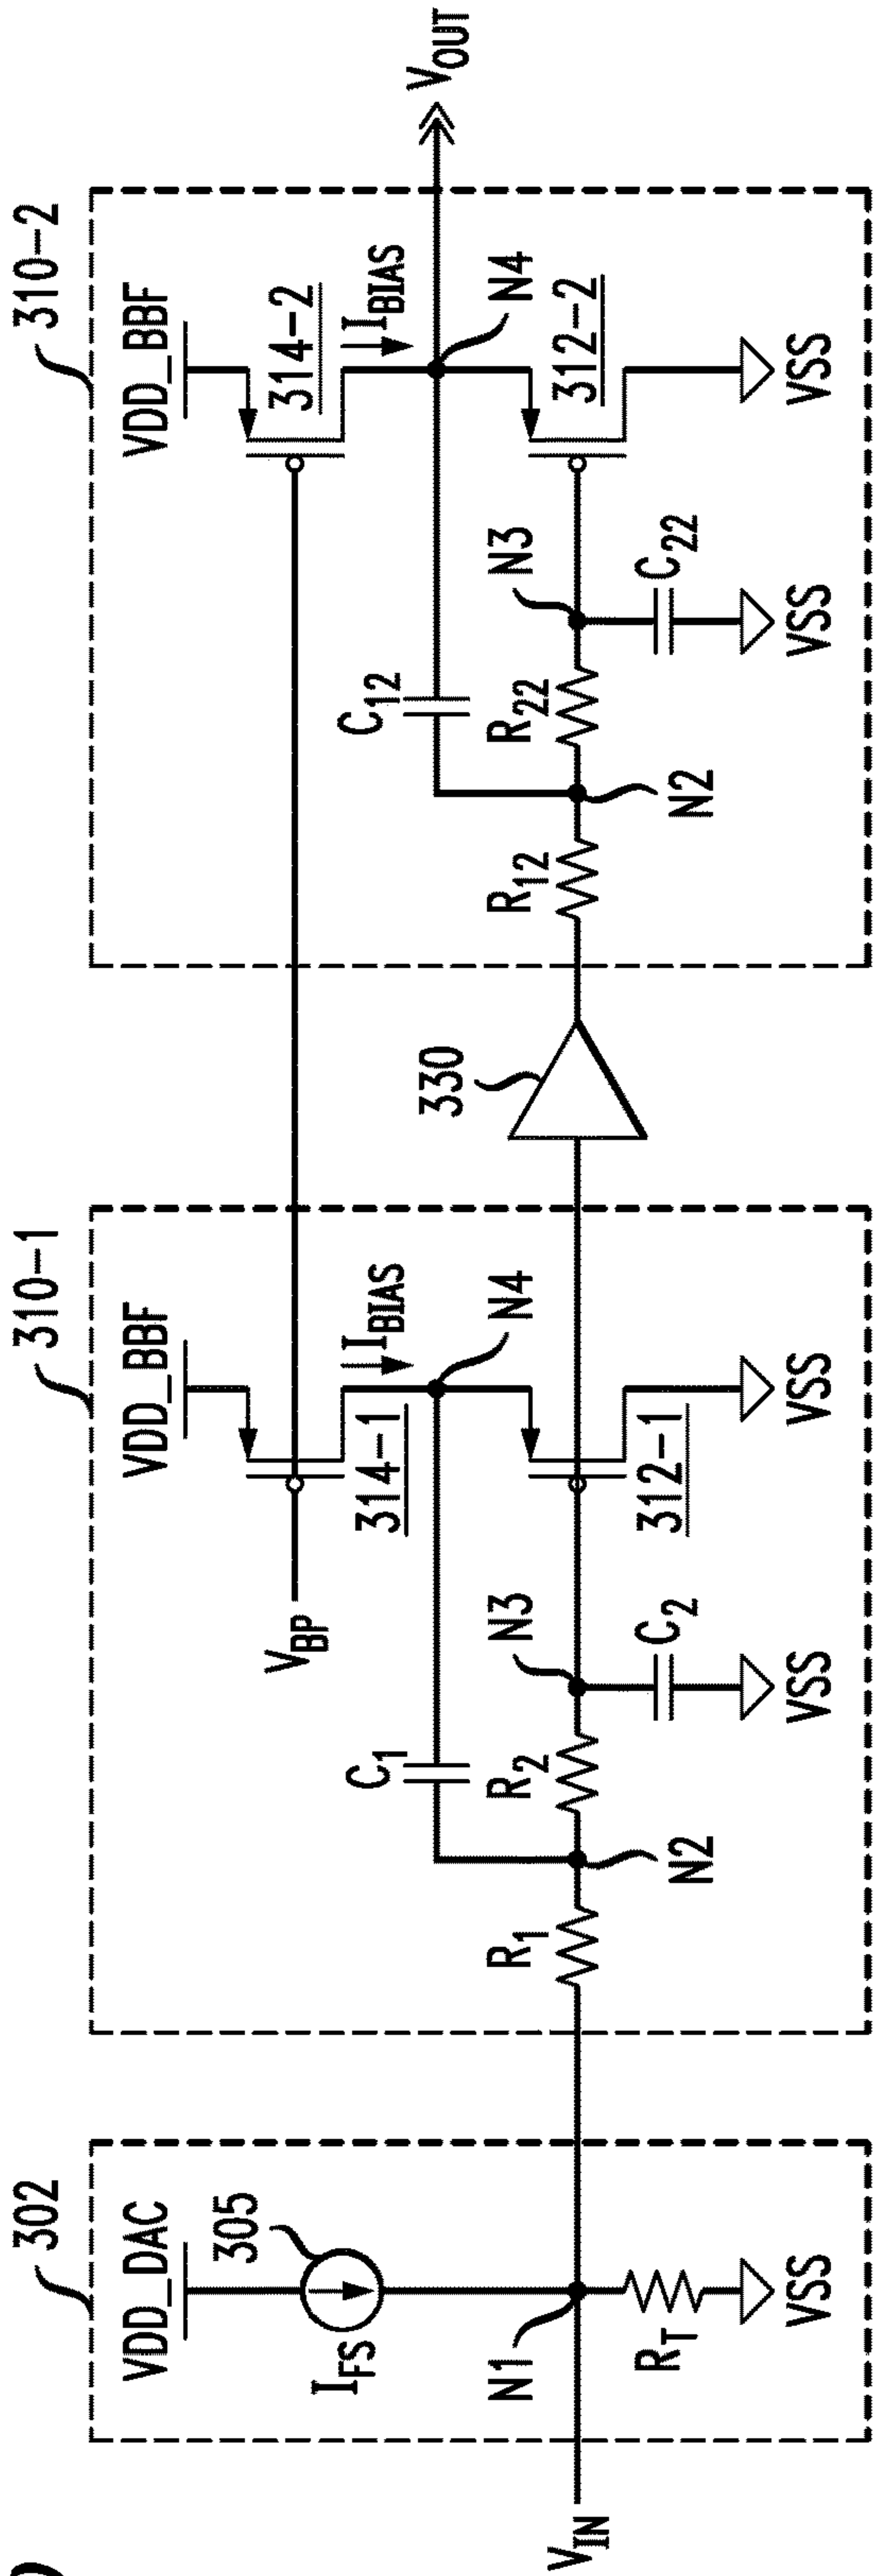 302
VDD_DAC
305
I_FS
N1
R_T
VSS
V_IN
310-1
VDD_BBF
V_BP
314-1
I_BIAS
N4
C_1
R_1
R_2
N2
N3
C_2
VSS
312-1
VSS
330
310-2
VDD_BBF
314-2
I_BIAS
N4
V_OUT
C_12
R_12
R_22
N2
N3
C_22
VSS
312-2
VSS